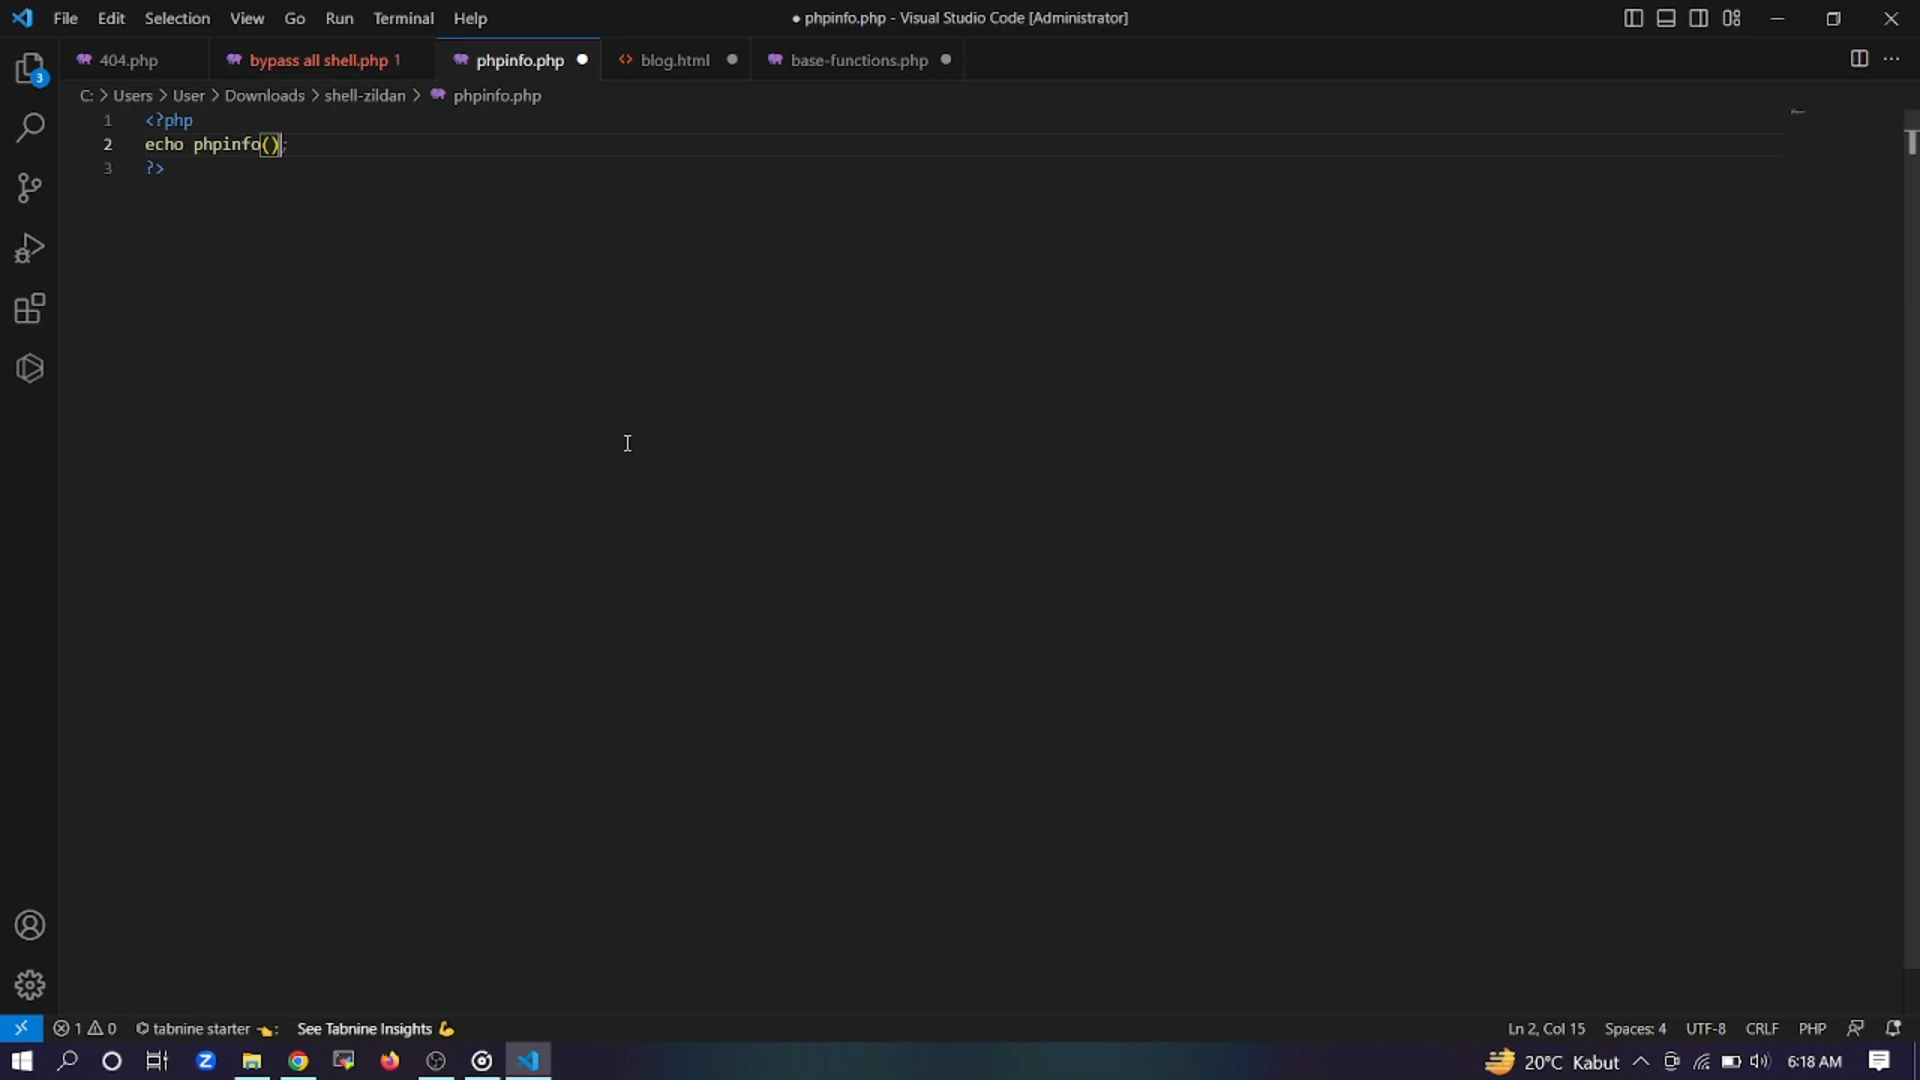 File Edit Selection View Go Run Terminal Help
● phpinfo.php - Visual Studio Code [Administrator]
404.php
bypass all shell.php 1
phpinfo.php
<> blog.html
base-functions.php
C: > Users > User > Downloads > shell-zildan > phpinfo.php
1 <?php
2 echo phpinfo();
3 ?>
3
1 0 tabnine starter See Tabnine Insights
Ln 2, Col 15 Spaces: 4 UTF-8 CRLF PHP
20°C Kabut 6:18 AM